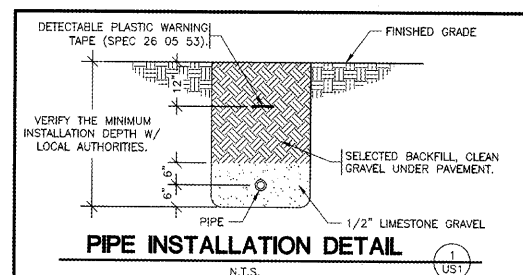 DETECTABLE PLASTIC WARNING
TAPE (SPEC 26 05 53).
FINISHED GRADE
12"
VERIFY THE MINIMUM
INSTALLATION DEPTH W/
LOCAL AUTHORITIES.
SELECTED BACKFILL, CLEAN
GRAVEL UNDER PAVEMENT.
6"
6"
PIPE
1/2" LIMESTONE GRAVEL
PIPE INSTALLATION DETAIL
N.T.S.
1
US1